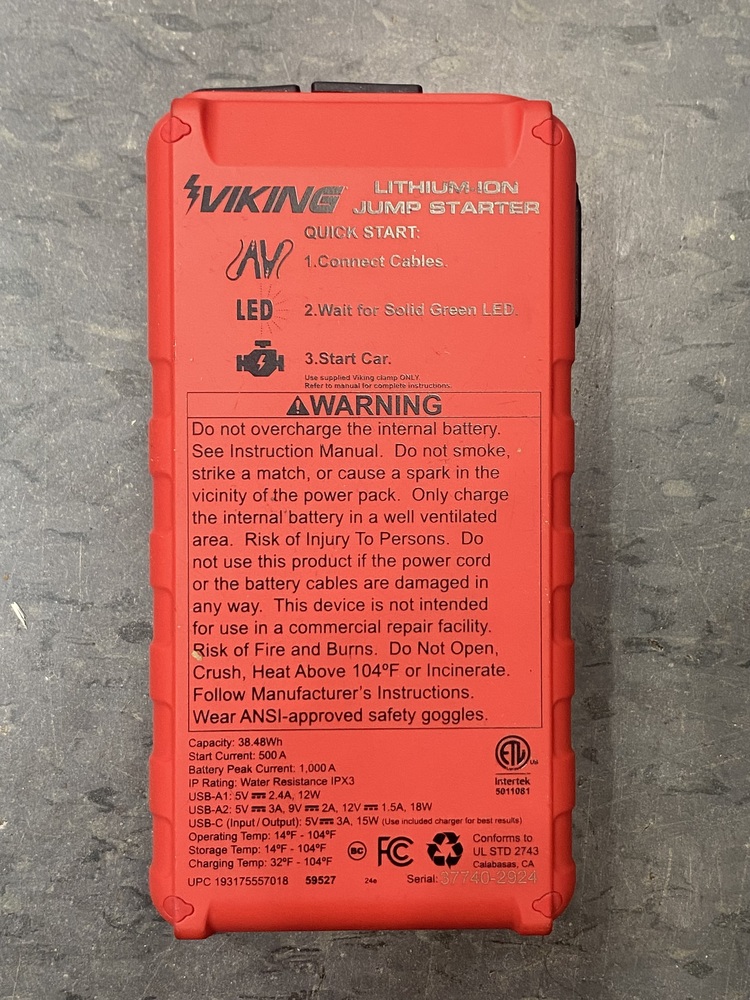 VIKING LITHIUM-ION
JUMP STARTER
QUICK START:
1.Connect Cables.
LED 2.Wait for Solid Green LED.
3.Start Car.
Use supplied Viking clamp ONLY.
Refer to manual for complete instructions.
⚠WARNING
Do not overcharge the internal battery.
See Instruction Manual. Do not smoke,
strike a match, or cause a spark in the
vicinity of the power pack. Only charge
the internal battery in a well ventilated
area. Risk of Injury To Persons. Do
not use this product if the power cord
or the battery cables are damaged in
any way. This device is not intended
for use in a commercial repair facility.
Risk of Fire and Burns. Do Not Open,
Crush, Heat Above 104ºF or Incinerate.
Follow Manufacturer's Instructions.
Wear ANSI-approved safety goggles.
Capacity: 38.48Wh
Start Current: 500 A
Battery Peak Current: 1,000 A
IP Rating: Water Resistance IPX3
USB-A1: 5V⎓ 2.4A, 12W
USB-A2: 5V⎓ 3A, 9V⎓ 2A, 12V⎓ 1.5A, 18W
USB-C (Input / Output): 5V⎓ 3A, 15W (Use included charger for best results)
Operating Temp: 14ºF - 104ºF
Storage Temp: 14ºF - 104ºF
Charging Temp: 32ºF - 104ºF
UPC 193175557018 59527 24e
ETL
Intertek
5011081
BC FC
Conforms to
UL STD 2743
Calabasas, CA
Serial: 37740-2924